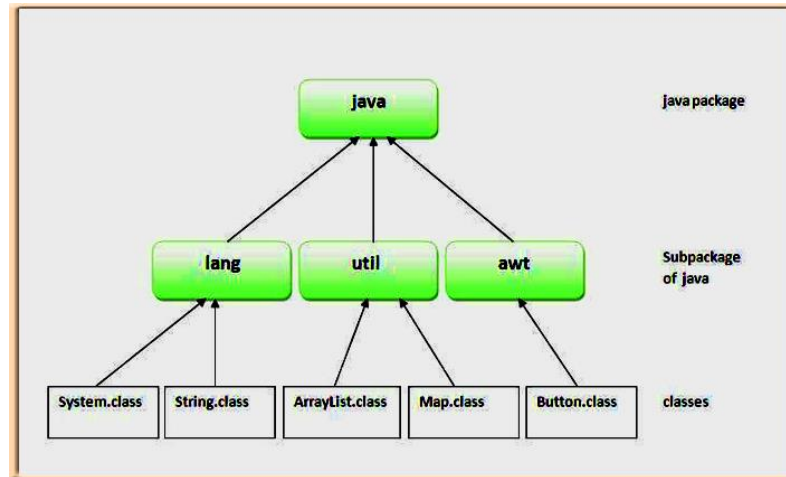 java
java package
lang
util
awt
Subpackage
of java
System.class
String.class
ArrayList.class
Map.class
Button.class
classes